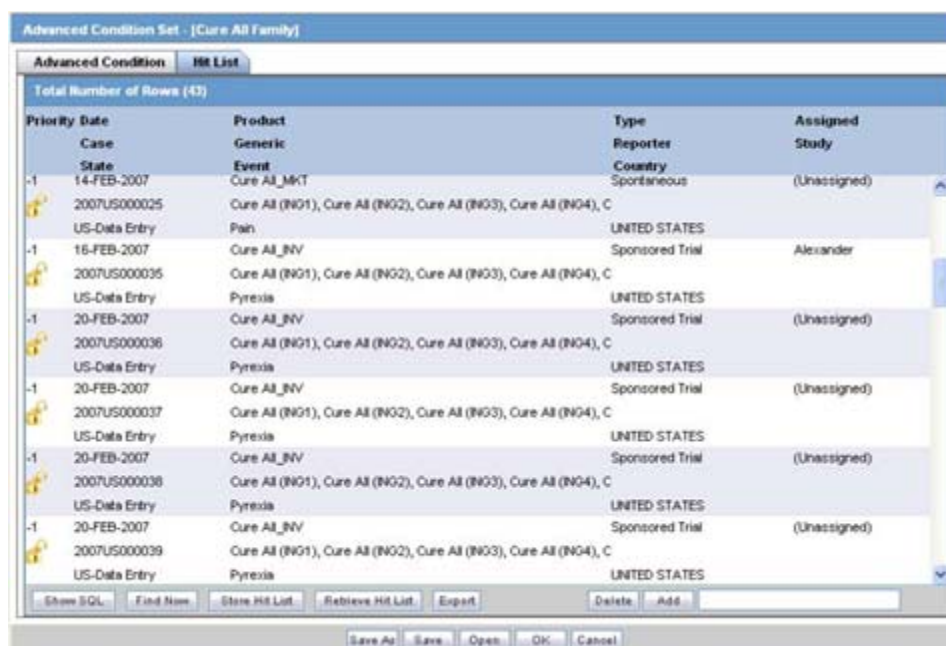 Advanced Condition Set - [Cure All Family]
Advanced Condition Hit List
Total Number of Rows (43)
Priority Date Product Type Assigned
Case Generic Reporter Study
State Event Country
-1 14-FEB-2007 Cure All_MKT Spontaneous (Unassigned)
2007US000025 Cure All (ING1), Cure All (ING2), Cure All (ING3), Cure All (ING4), C
US-Data Entry Pain UNITED STATES
-1 16-FEB-2007 Cure All_INV Sponsored Trial Alexander
2007US000035 Cure All (ING1), Cure All (ING2), Cure All (ING3), Cure All (ING4), C
US-Data Entry Pyrexia UNITED STATES
-1 20-FEB-2007 Cure All_INV Sponsored Trial (Unassigned)
2007US000036 Cure All (ING1), Cure All (ING2), Cure All (ING3), Cure All (ING4), C
US-Data Entry Pyrexia UNITED STATES
-1 20-FEB-2007 Cure All_INV Sponsored Trial (Unassigned)
2007US000037 Cure All (ING1), Cure All (ING2), Cure All (ING3), Cure All (ING4), C
US-Data Entry Pyrexia UNITED STATES
-1 20-FEB-2007 Cure All_INV Sponsored Trial (Unassigned)
2007US000038 Cure All (ING1), Cure All (ING2), Cure All (ING3), Cure All (ING4), C
US-Data Entry Pyrexia UNITED STATES
-1 20-FEB-2007 Cure All_INV Sponsored Trial (Unassigned)
2007US000039 Cure All (ING1), Cure All (ING2), Cure All (ING3), Cure All (ING4), C
US-Data Entry Pyrexia UNITED STATES
Show SQL Find Now Store Hit List Retrieve Hit List Export Delete Add
Save As Save Open OK Cancel